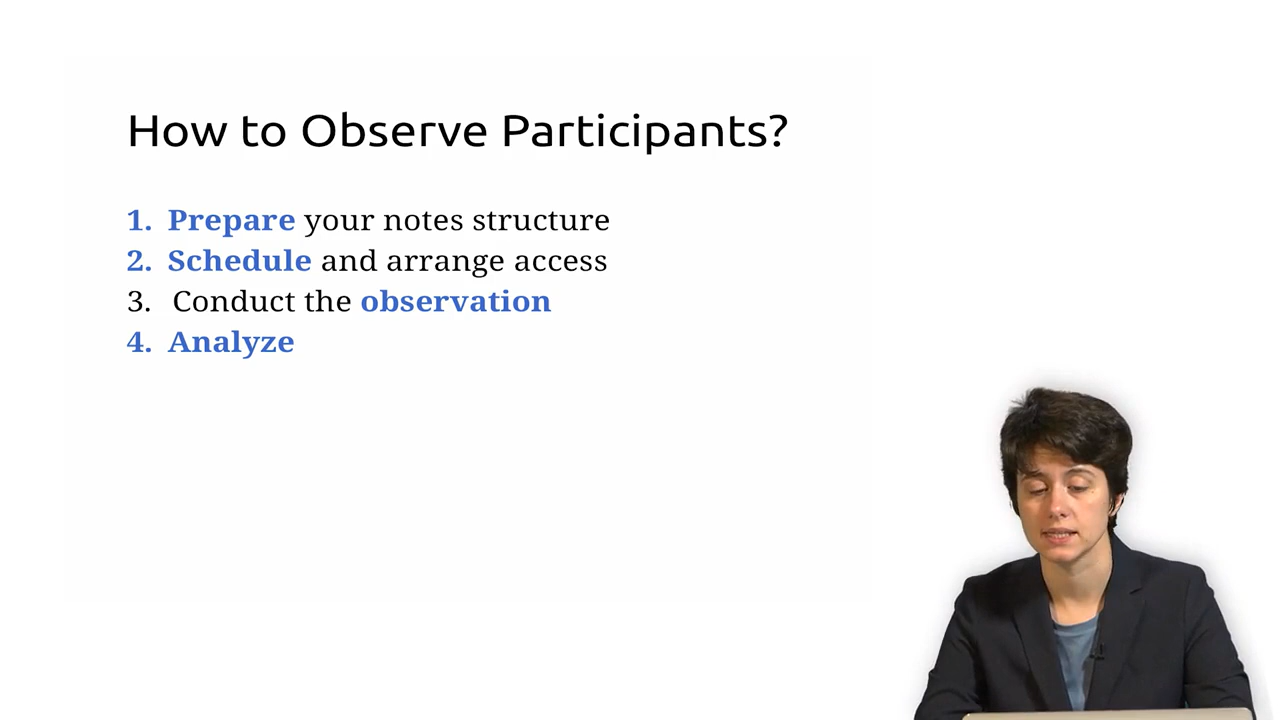 How to Observe Participants?
1. Prepare your notes structure
2. Schedule and arrange access
3. Conduct the observation
4. Analyze